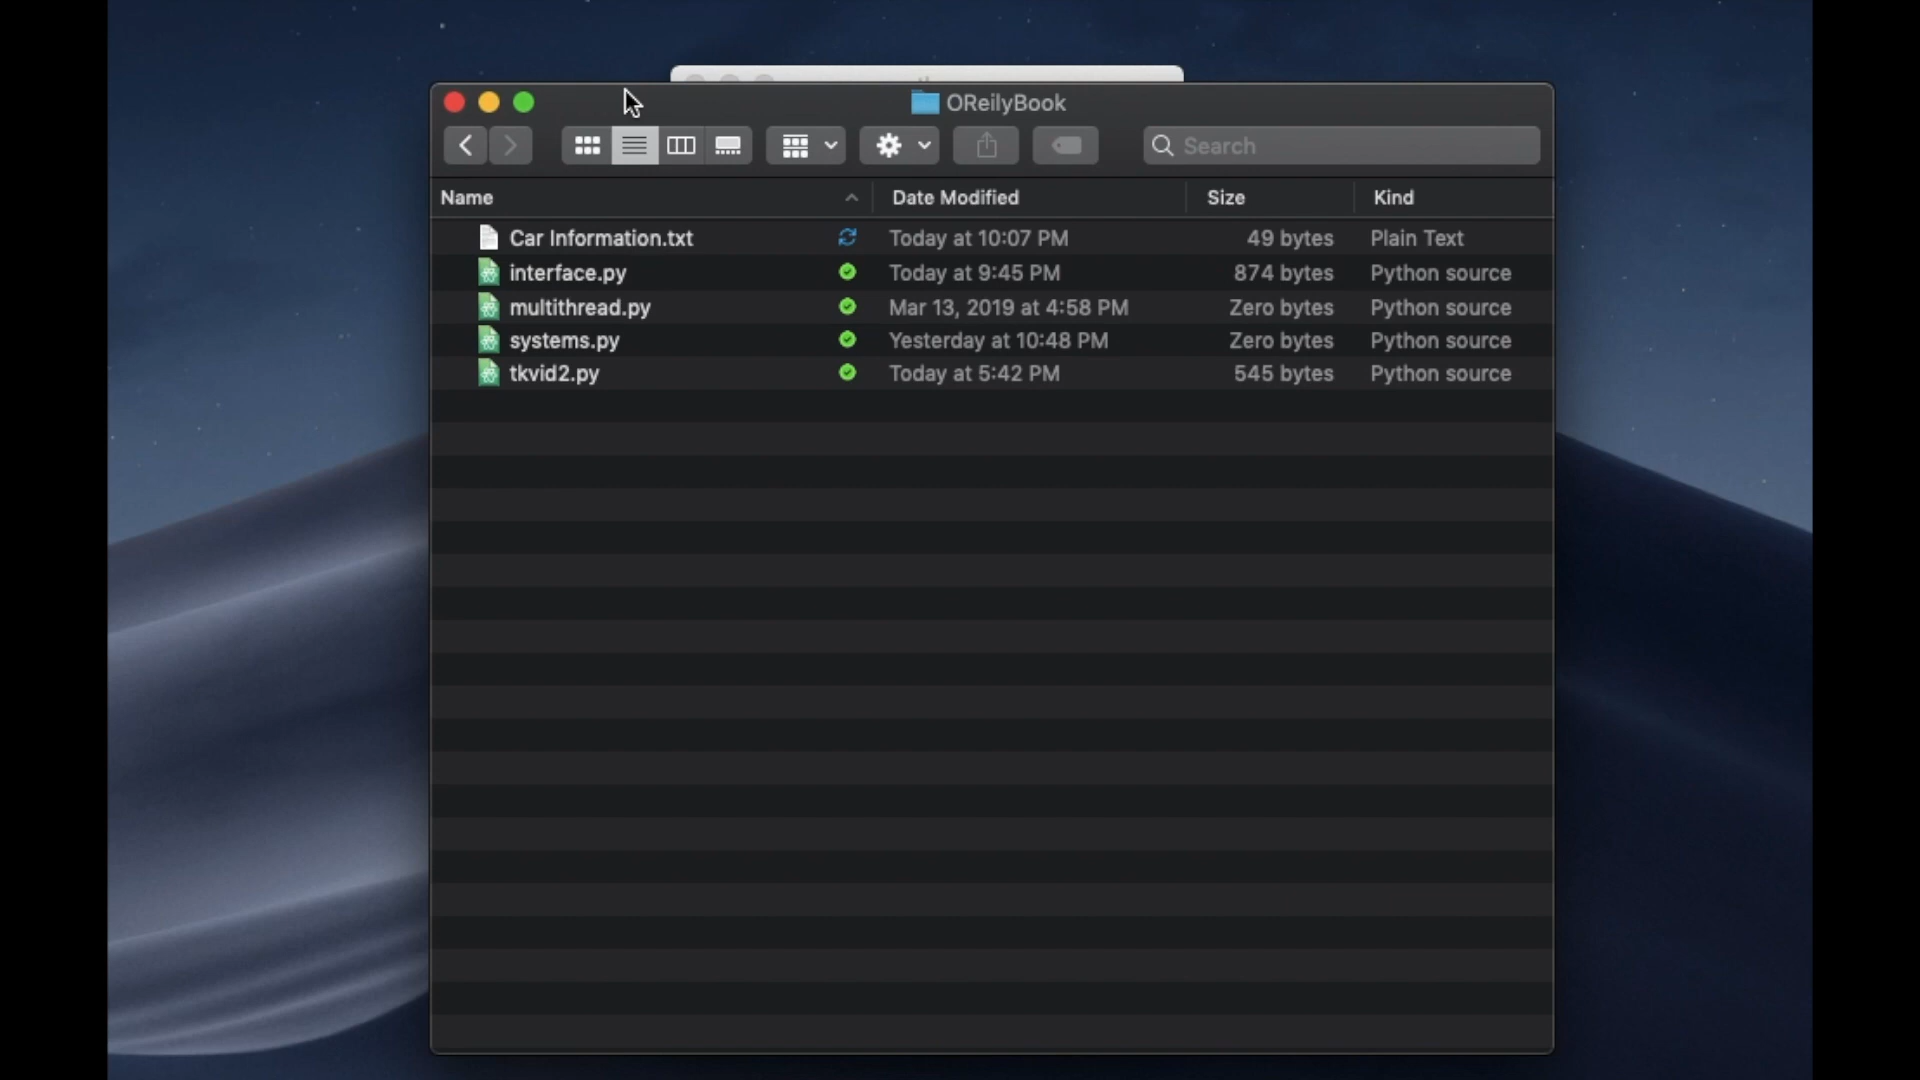 OReilyBook
Search
Name Date Modified Size Kind
Car Information.txt Today at 10:07 PM 49 bytes Plain Text
interface.py Today at 9:45 PM 874 bytes Python source
multithread.py Mar 13, 2019 at 4:58 PM Zero bytes Python source
systems.py Yesterday at 10:48 PM Zero bytes Python source
tkvid2.py Today at 5:42 PM 545 bytes Python source